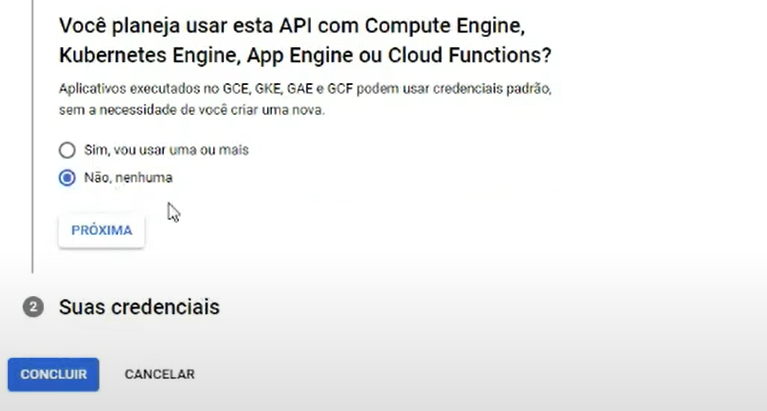 Você planeja usar esta API com Compute Engine,
Kubernetes Engine, App Engine ou Cloud Functions?
Aplicativos executados no GCE, GKE, GAE e GCF podem usar credenciais padrão,
sem a necessidade de você criar uma nova.
Sim, vou usar uma ou mais
Não, nenhuma
PRÓXIMA
2 Suas credenciais
CONCLUIR CANCELAR